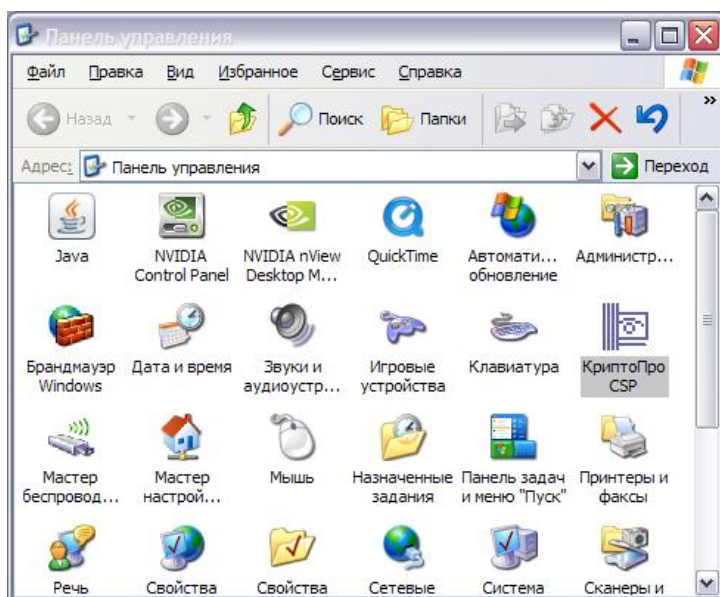 Панель управления
Файл Правка Вид Избранное Сервис Справка
Назад Поиск Папки »
Адрес: Панель управления Переход
Java NVIDIA NVIDIA nView QuickTime Автомати... Администр...
Control Panel Desktop M... обновление
Брандмауэр Дата и время Звуки и Игровые Клавиатура КриптоПро
Windows аудиоустр... устройства CSP
Мастер Мастер Мышь Назначенные Панель задач Принтеры и
беспровод... настрой... задания и меню "Пуск" факсы
Речь Свойства Свойства Сетевые Система Сканеры и